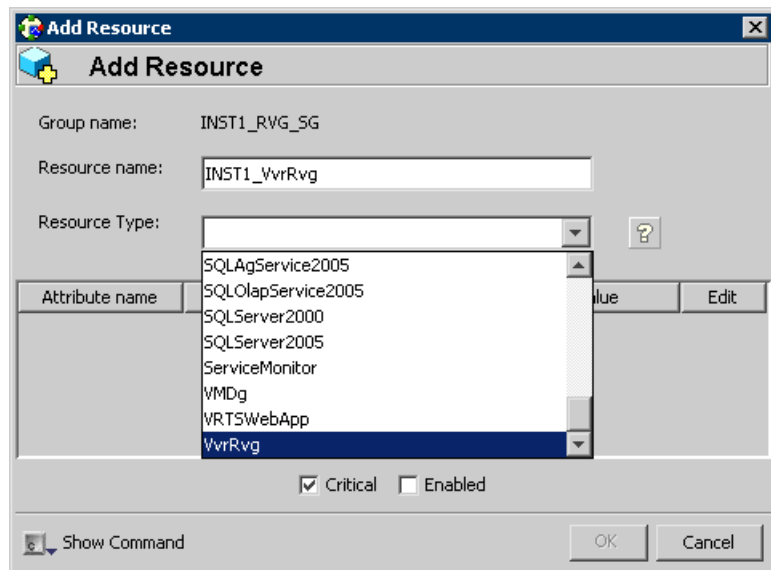 Add Resource
Add Resource
Group name: INST1_RVG_SG
Resource name: INST1_VvrRvg
Resource Type:
Attribute name Edit
SQLAgService2005
SQLOlapService2005
SQLServer2000
SQLServer2005
ServiceMonitor
VMDg
VRTSWebApp
VvrRvg
Critical Enabled
Show Command OK Cancel